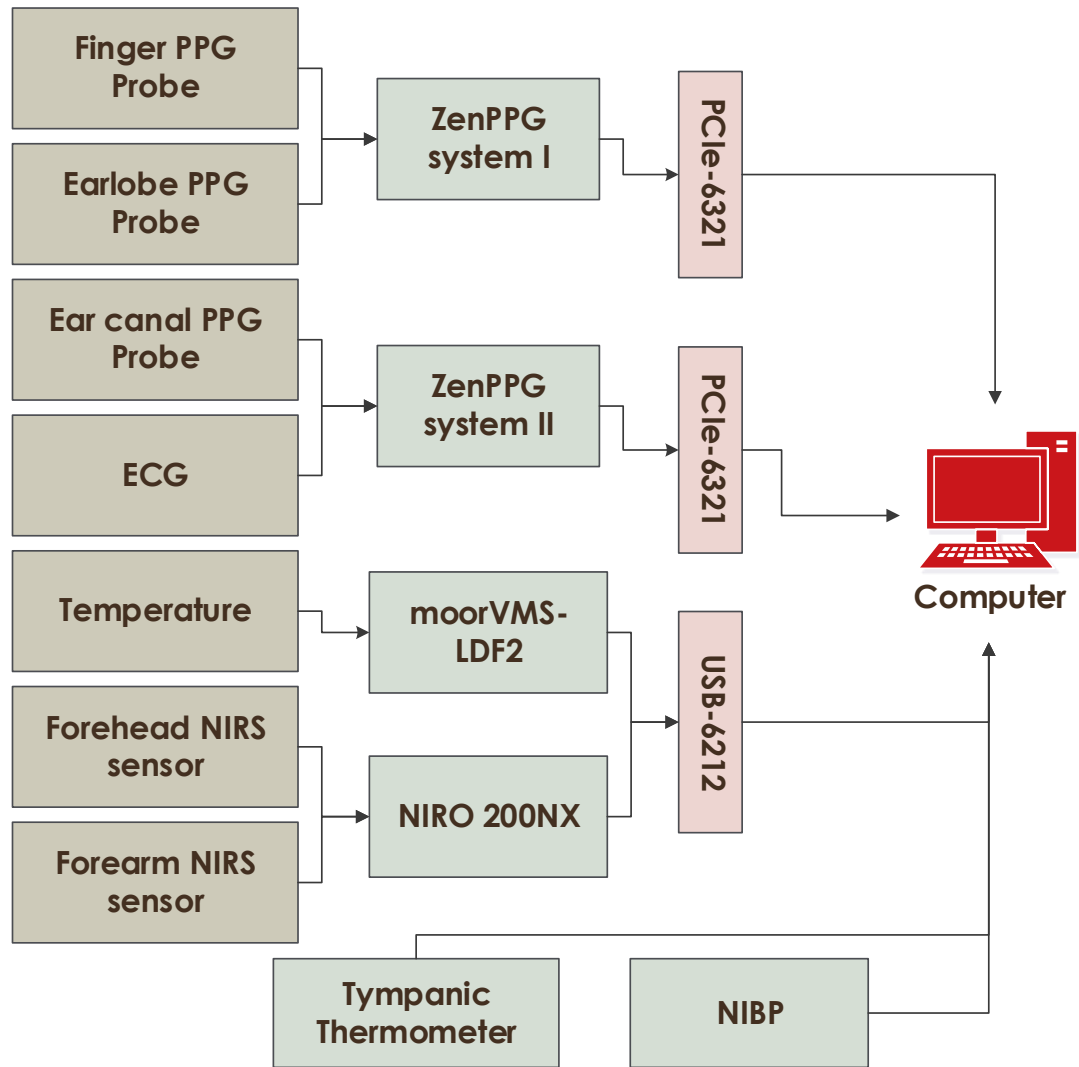 Finger PPG
Probe
Earlobe PPG
Probe
ZenPPG
system I
PCIe-6321
Ear canal PPG
Probe
ECG
ZenPPG
system II
PCIe-6321
Computer
Temperature
moorVMS-
LDF2
Forehead NIRS
sensor
Forearm NIRS
sensor
NIRO 200NX
USB-6212
Tympanic
Thermometer
NIBP